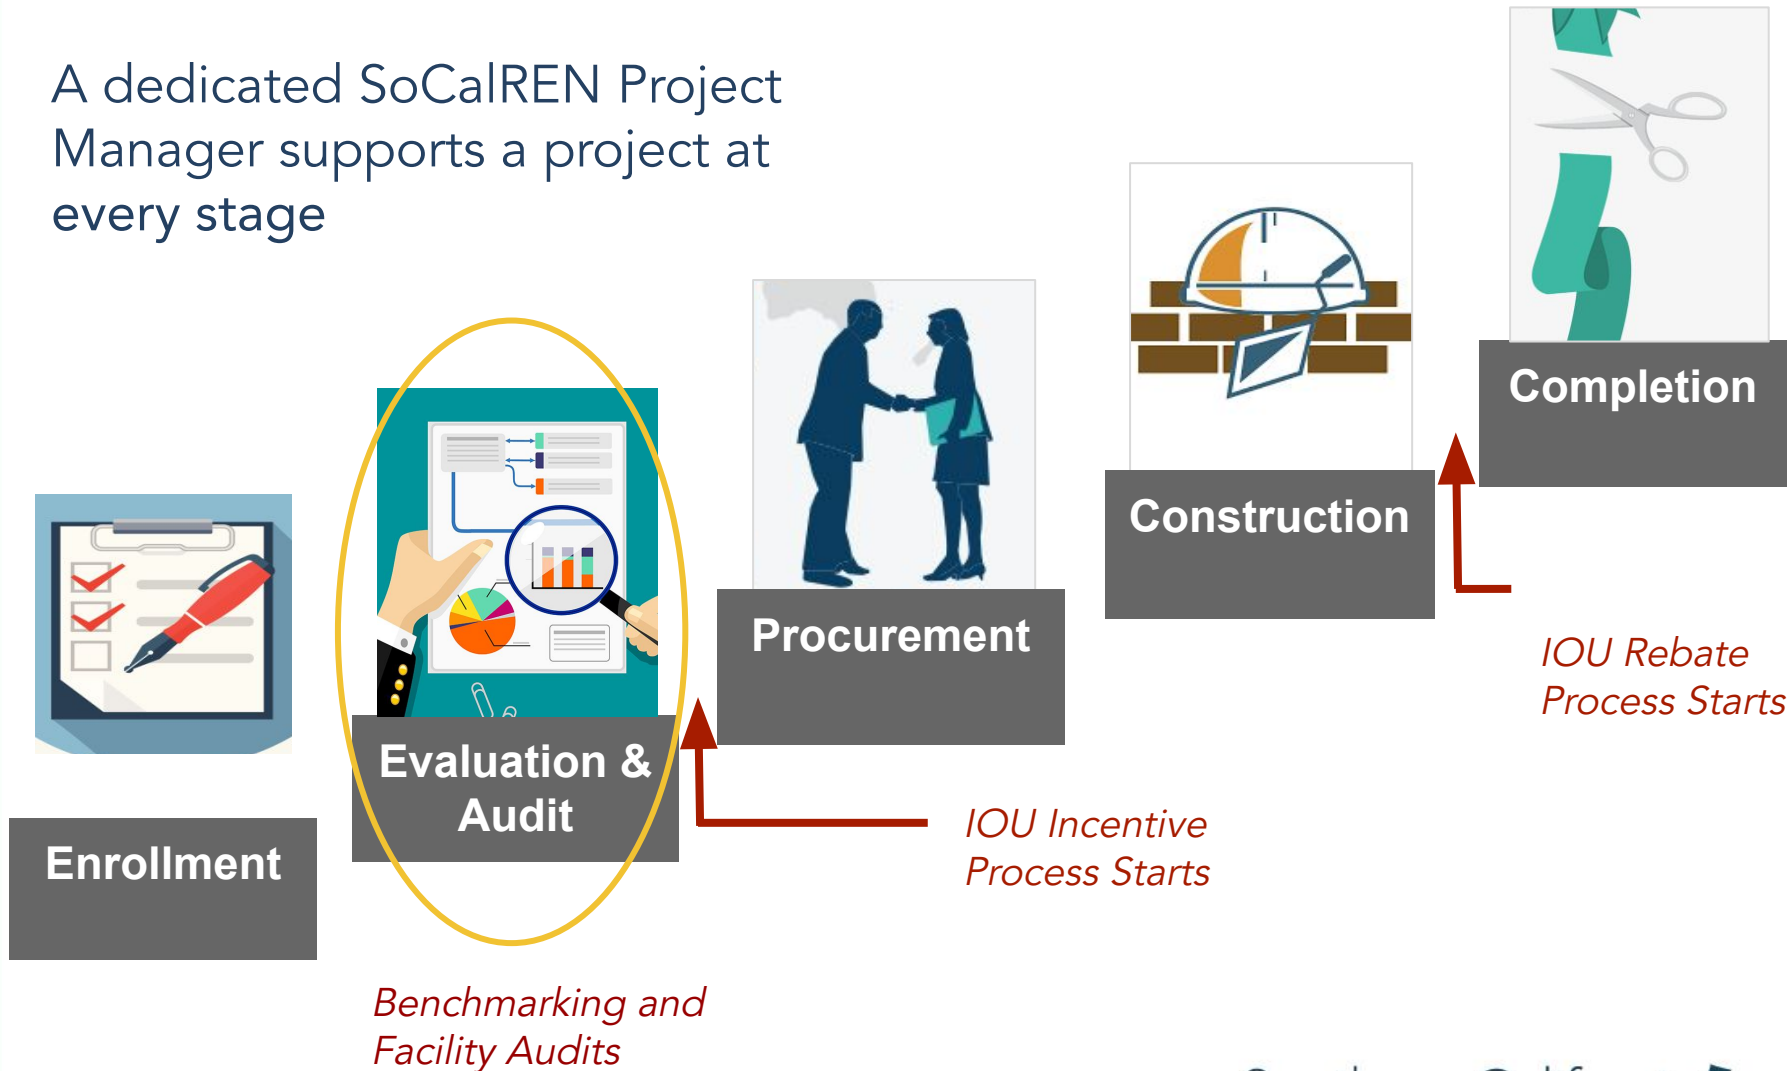 A dedicated SoCalREN Project
Manager supports a project at
every stage
Enrollment
Evaluation &
Audit
Benchmarking and
Facility Audits
Procurement
IOU Incentive
Process Starts
Construction
Completion
IOU Rebate
Process Starts